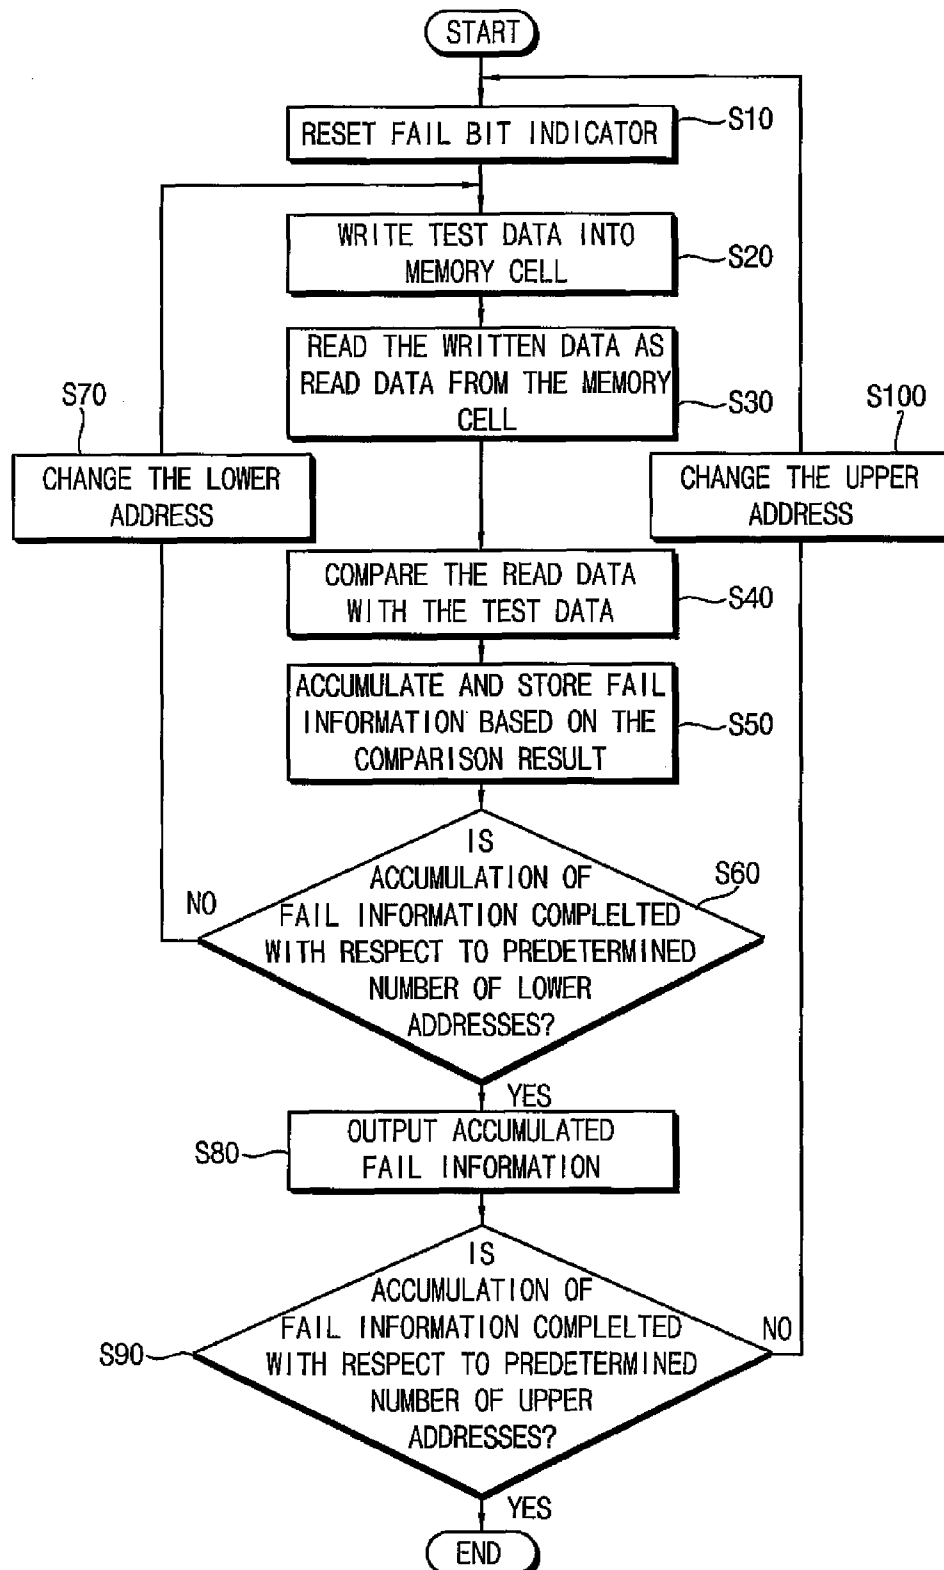 START
RESET FAIL BIT INDICATOR
S10
WRITE TEST DATA INTO
MEMORY CELL
S20
READ THE WRITTEN DATA AS
READ DATA FROM THE MEMORY
CELL
S30
S70
CHANGE THE LOWER
ADDRESS
S100
CHANGE THE UPPER
ADDRESS
COMPARE THE READ DATA
WITH THE TEST DATA
S40
ACCUMULATE AND STORE FAIL
INFORMATION BASED ON THE
COMPARISON RESULT
S50
IS
ACCUMULATION OF
FAIL INFORMATION COMPLELTED
WITH RESPECT TO PREDETERMINED
NUMBER OF LOWER
ADDRESSES?
S60
NO
YES
OUTPUT ACCUMULATED
FAIL INFORMATION
S80
IS
ACCUMULATION OF
FAIL INFORMATION COMPLELTED
WITH RESPECT TO PREDETERMINED
NUMBER OF UPPER
ADDRESSES?
S90
NO
YES
END